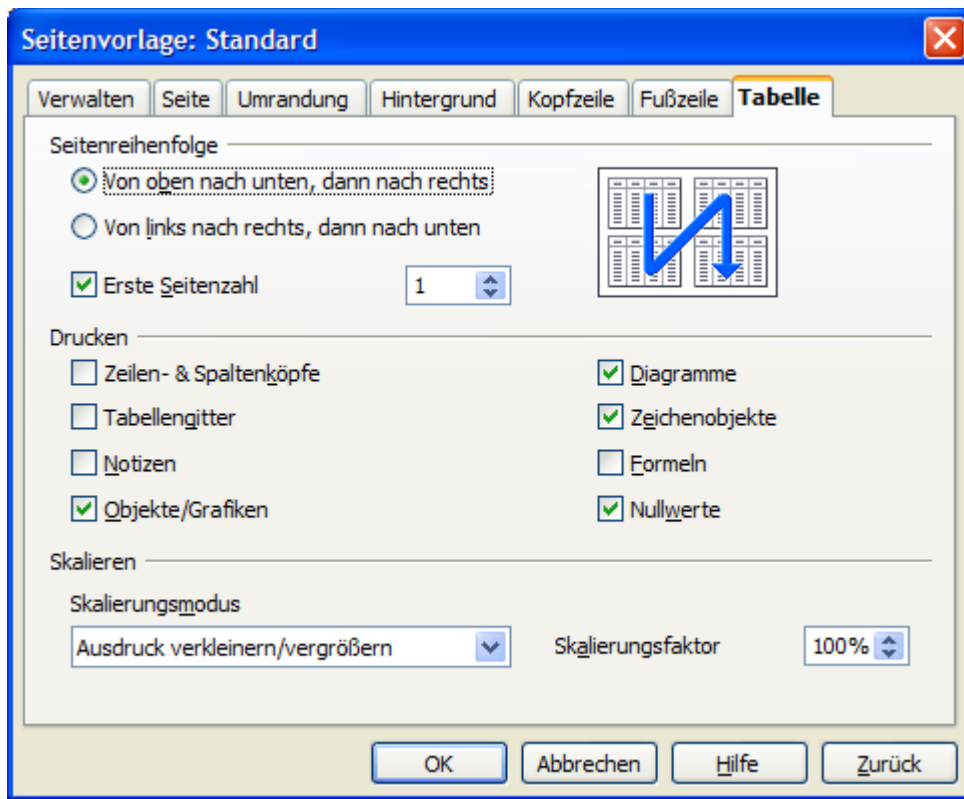 Seitenvorlage: Standard
Verwalten Seite Umrandung Hintergrund Kopfzeile Fußzeile Tabelle
Seitenreihenfolge
Von oben nach unten, dann nach rechts
Von links nach rechts, dann nach unten
Erste Seitenzahl 1
Drucken
Zeilen- & Spaltenköpfe Diagramme
Tabellengitter Zeichenobjekte
Notizen Formeln
Objekte/Grafiken Nullwerte
Skalieren
Skalierungsmodus
Ausdruck verkleinern/vergrößern Skalierungsfaktor 100%
OK Abbrechen Hilfe Zurück